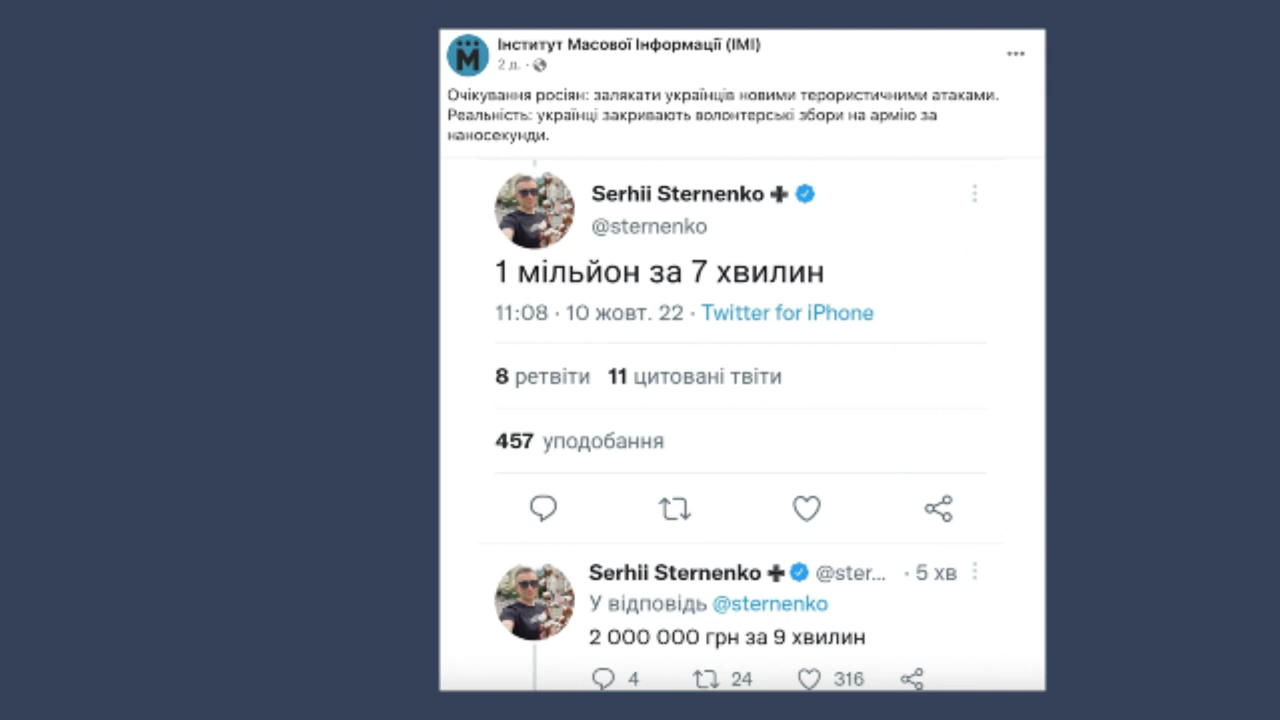 Інститут Масової Інформації (ІМІ)
2 д. ·
Очікування росіян: залякати українців новими терористичними атаками.
Реальність: українці закривають волонтерські збори на армію за
наносекунди.
Serhii Sternenko
@sternenko
1 мільйон за 7 хвилин
11:08 · 10 жовт. 22 · Twitter for iPhone
8 ретвіти 11 цитовані твіти
457 уподобання
Serhii Sternenko @ster... · 5 хв
У відповідь @sternenko
2 000 000 грн за 9 хвилин
4 24 316